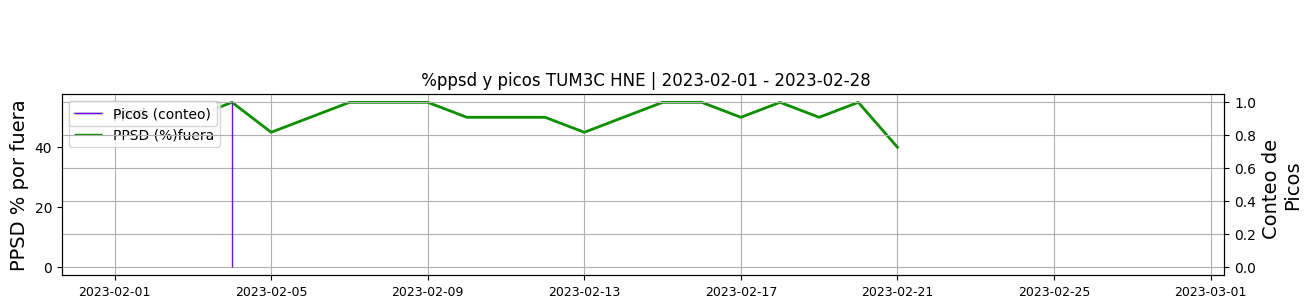 %ppsd y picos TUM3C HNE | 2023-02-01 - 2023-02-28
Picos (conteo)
PPSD (%)fuera
PPSD % por fuera
40
20
0
1.0
0.8
0.6
0.4
0.2
0.0
Conteo de
Picos
2023-02-01
2023-02-05
2023-02-09
2023-02-13
2023-02-17
2023-02-21
2023-02-25
2023-03-01